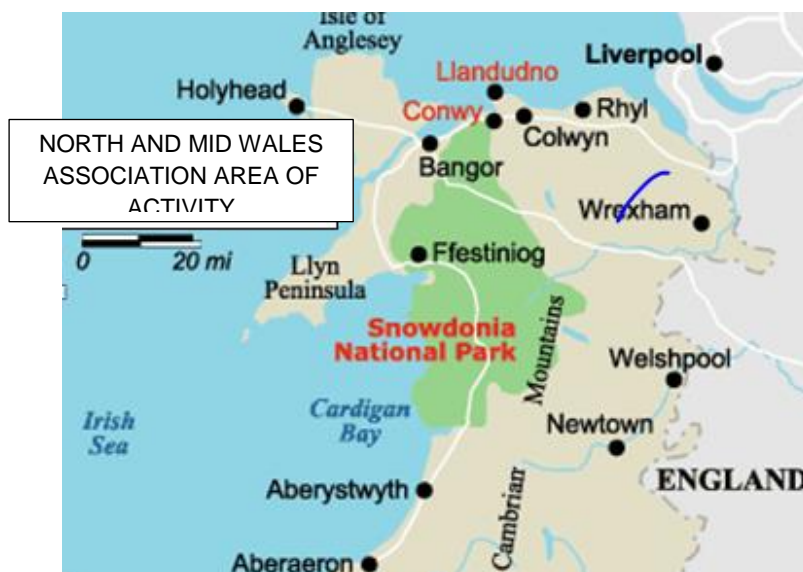 Isle of
Anglesey
Liverpool
Llandudno
Holyhead
Conwy
Rhyl
Colwyn
NORTH AND MID WALES
ASSOCIATION AREA OF
ACTIVITY
Bangor
Wrexham
0 20 mi
Ffestiniog
Llyn
Peninsula
Snowdonia
National Park
Mountains
Welshpool
Irish
Sea
Cardigan
Bay
Newtown
ENGLAND
Aberystwyth
Cambrian
Aberaeron